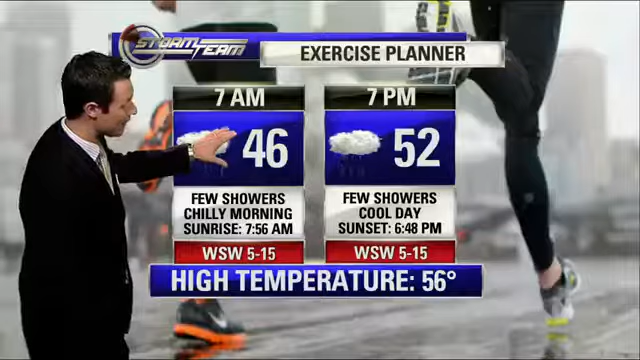 STORM TEAM
EXERCISE PLANNER
7 AM
46
FEW SHOWERS
CHILLY MORNING
SUNRISE: 7:56 AM
WSW 5-15
7 PM
52
FEW SHOWERS
COOL DAY
SUNSET: 6:48 PM
WSW 5-15
HIGH TEMPERATURE: 56°